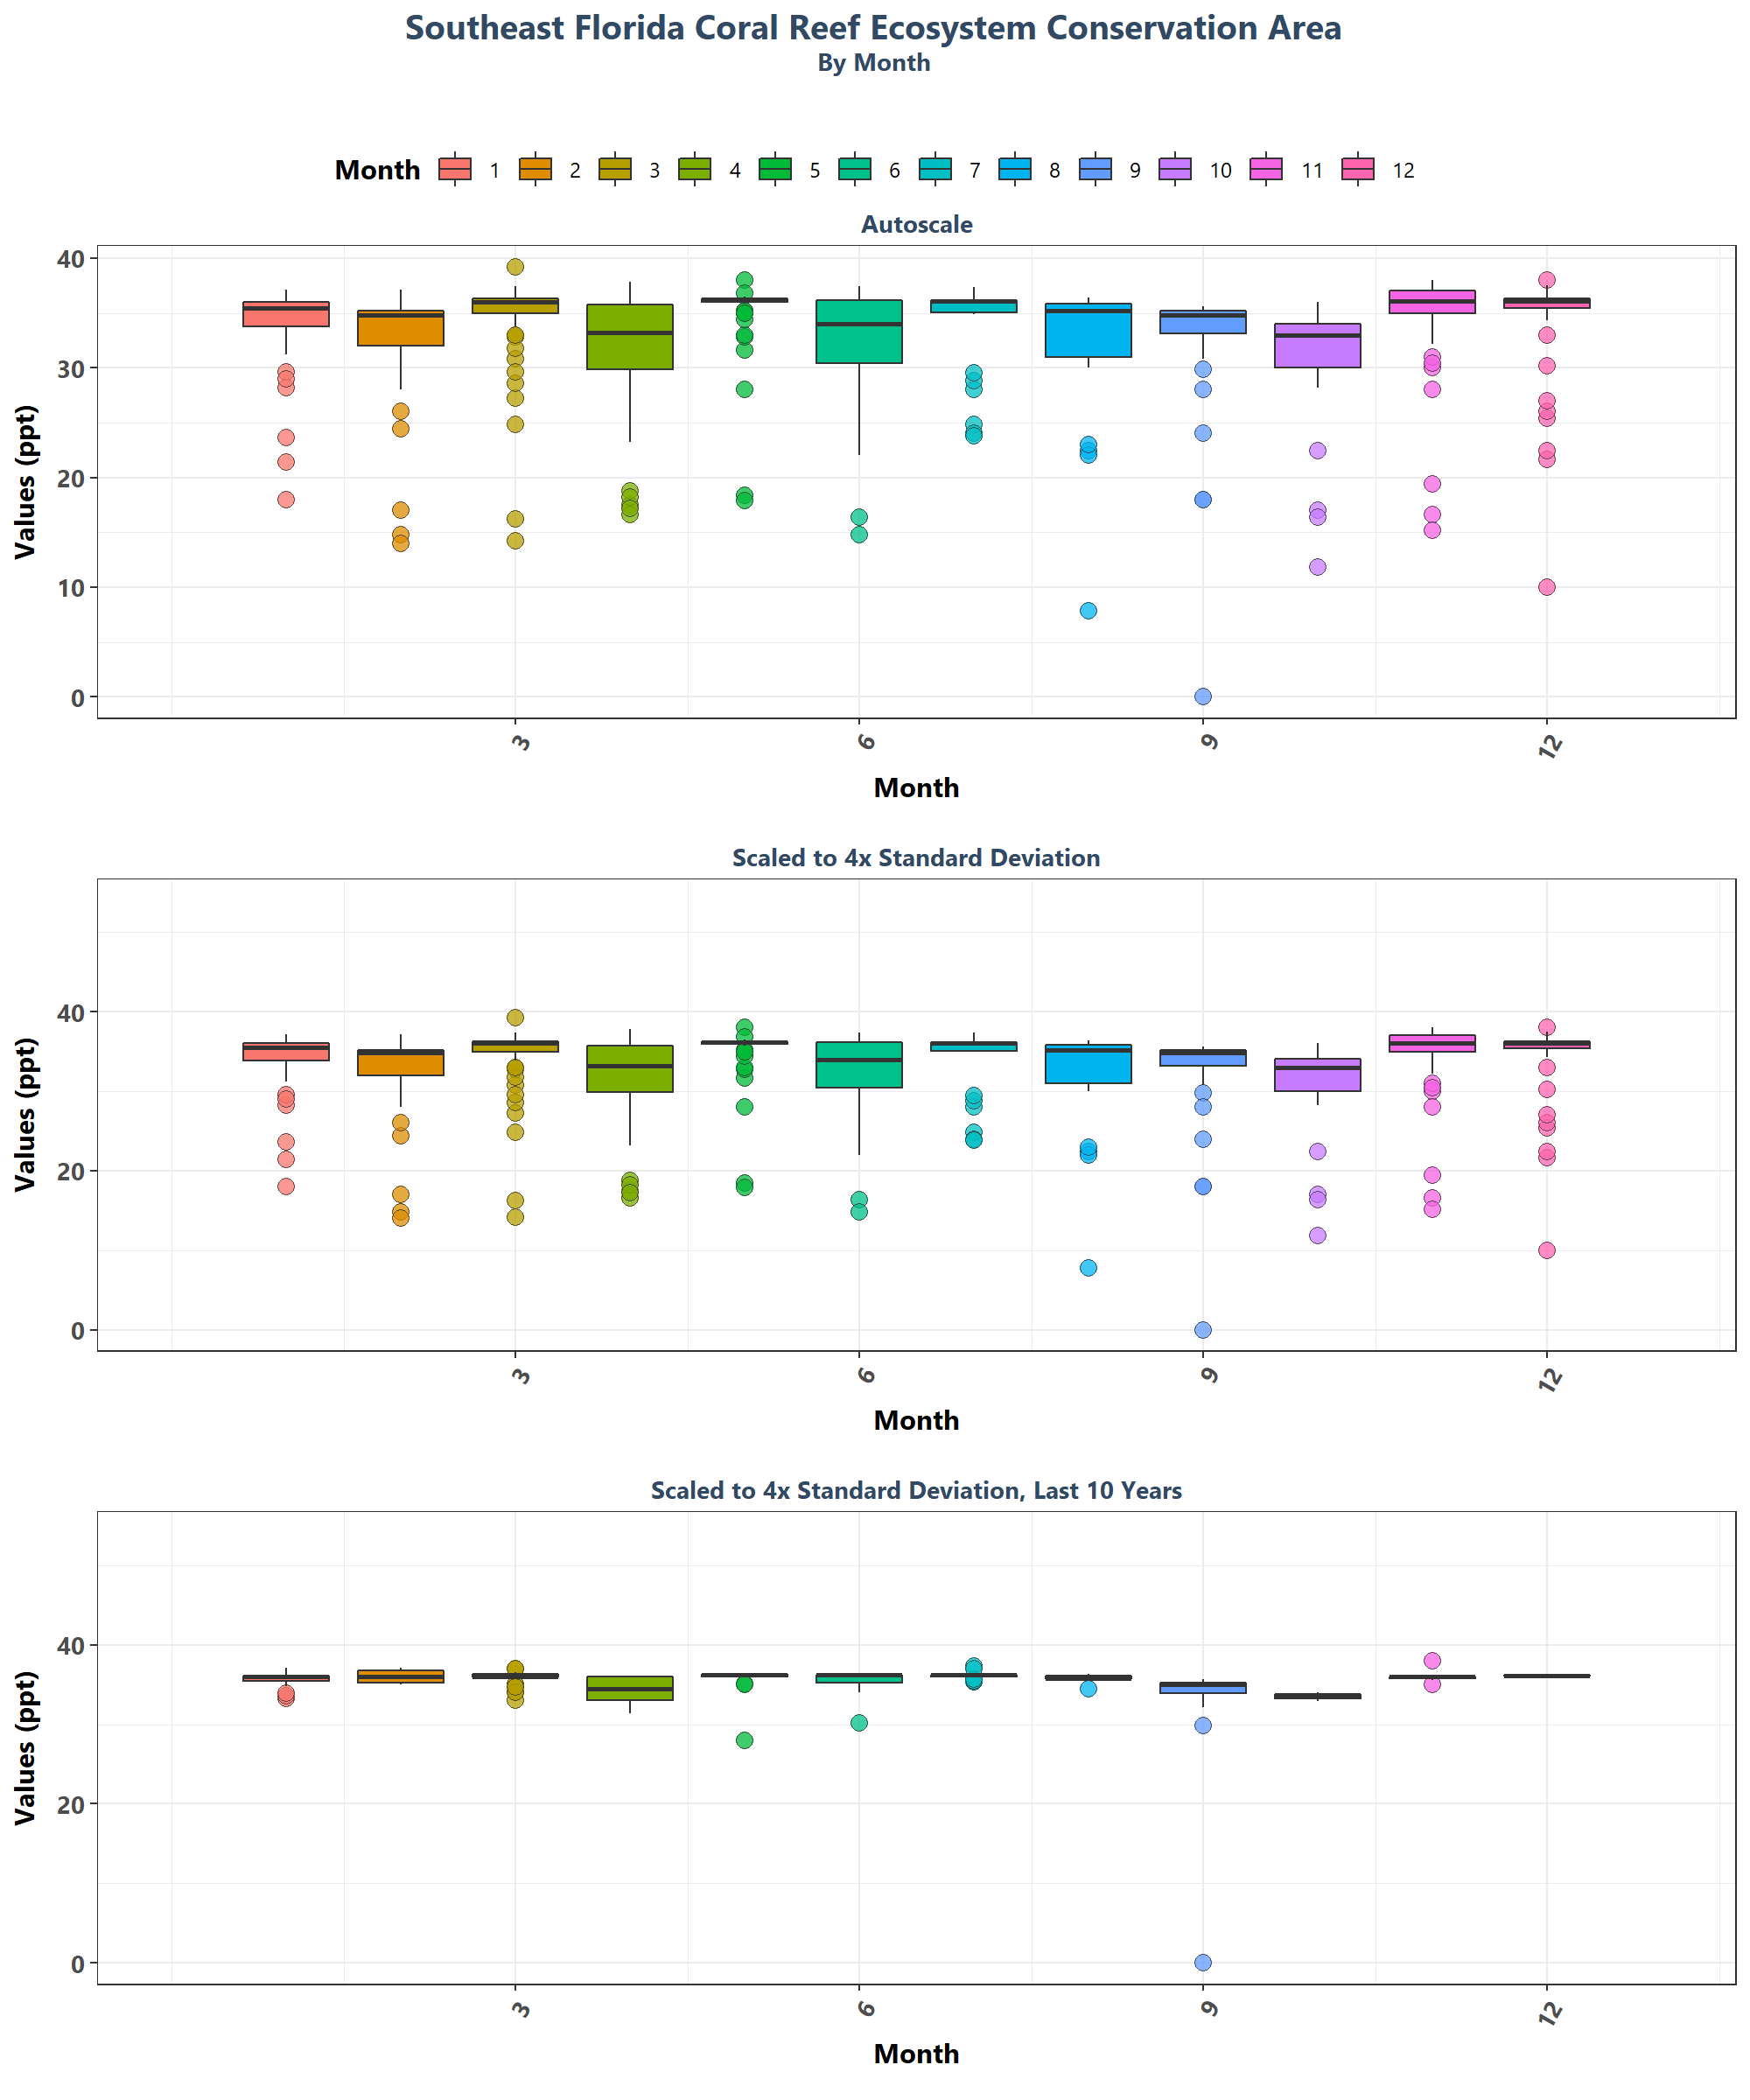 Southeast Florida Coral Reef Ecosystem Conservation Area
By Month
Month 1 2 3 4 5 6 7 8 9 10 11 12
Autoscale
Values (ppt)
40
30
20
10
0
3 6 9 12
Month
Scaled to 4x Standard Deviation
Values (ppt)
40
20
0
3 6 9 12
Month
Scaled to 4x Standard Deviation, Last 10 Years
Values (ppt)
40
20
0
3 6 9 12
Month